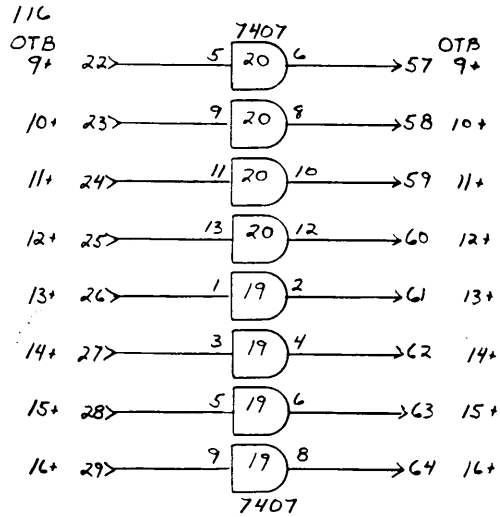 116
7407
OTB OTB
9+ 22 5 20 6 57 9+
10+ 23 9 20 8 58 10+
11+ 24 11 20 10 59 11+
12+ 25 13 20 12 60 12+
13+ 26 1 19 2 61 13+
14+ 27 3 19 4 62 14+
15+ 28 5 19 6 63 15+
16+ 29 9 19 8 64 16+
7407